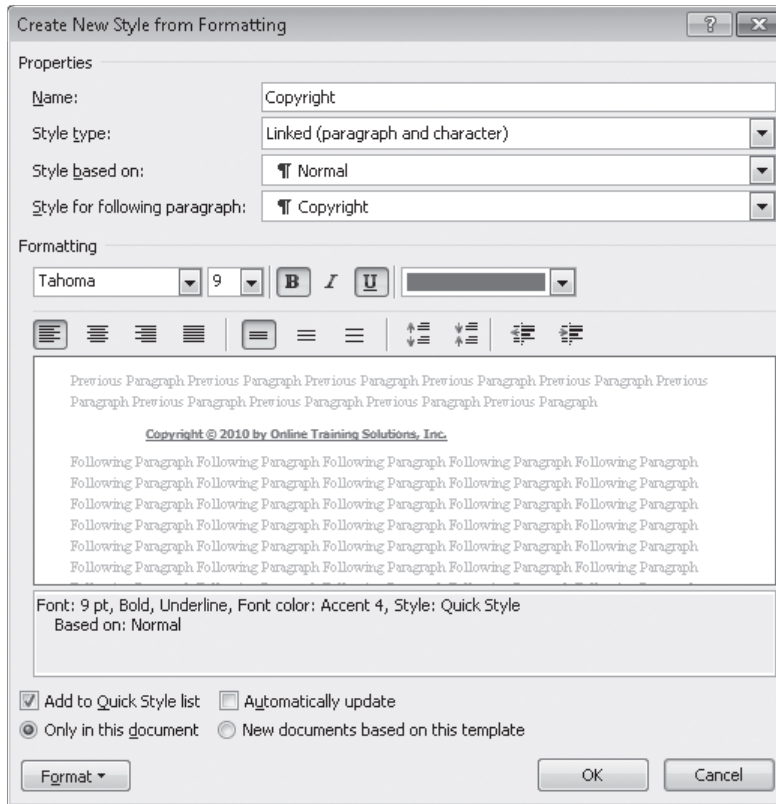 Create New Style from Formatting
Properties
Name: Copyright
Style type: Linked (paragraph and character)
Style based on: ¶ Normal
Style for following paragraph: ¶ Copyright
Formatting
Tahoma 9 B I U
Previous Paragraph Previous Paragraph Previous Paragraph Previous Paragraph Previous Paragraph Previous
Paragraph Previous Paragraph Previous Paragraph Previous Paragraph Previous Paragraph
Copyright © 2010 by Online Training Solutions, Inc.
Following Paragraph Following Paragraph Following Paragraph Following Paragraph Following Paragraph
Following Paragraph Following Paragraph Following Paragraph Following Paragraph Following Paragraph
Following Paragraph Following Paragraph Following Paragraph Following Paragraph Following Paragraph
Following Paragraph Following Paragraph Following Paragraph Following Paragraph Following Paragraph
Following Paragraph Following Paragraph Following Paragraph Following Paragraph Following Paragraph
Following Paragraph Following Paragraph Following Paragraph Following Paragraph Following Paragraph
Font: 9 pt, Bold, Underline, Font color: Accent 4, Style: Quick Style
Based on: Normal
Add to Quick Style list Automatically update
Only in this document New documents based on this template
Format OK Cancel